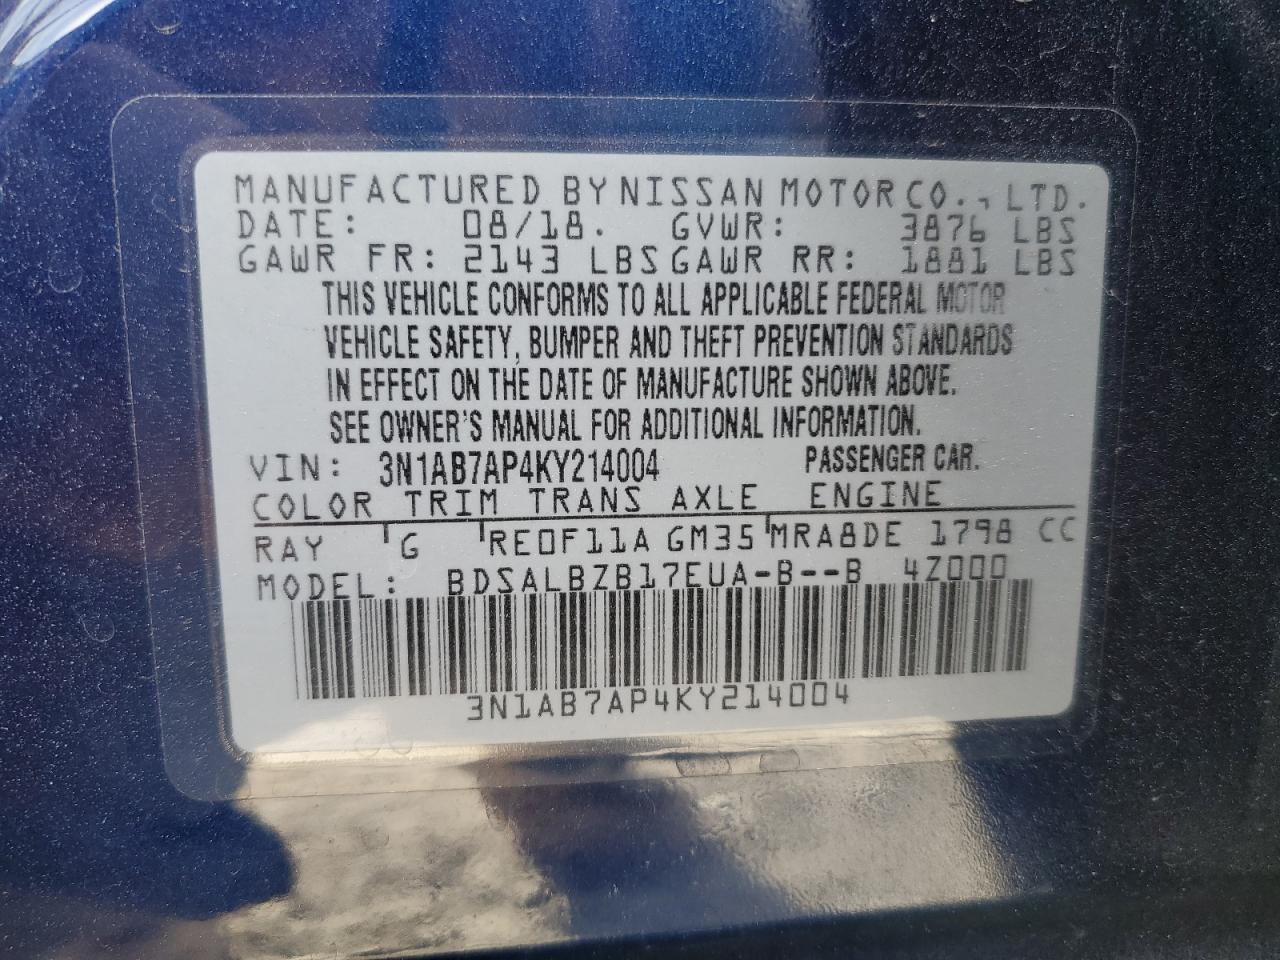 MANUFACTURED BY NISSAN MOTOR CO., LTD.
DATE: 08/18. GVWR: 3876 LBS
GAWR FR: 2143 LBS GAWR RR: 1881 LBS
THIS VEHICLE CONFORMS TO ALL APPLICABLE FEDERAL MOTOR
VEHICLE SAFETY, BUMPER AND THEFT PREVENTION STANDARDS
IN EFFECT ON THE DATE OF MANUFACTURE SHOWN ABOVE.
SEE OWNER'S MANUAL FOR ADDITIONAL INFORMATION.
VIN: 3N1AB7AP4KY214004 PASSENGER CAR.
COLOR TRIM TRANS AXLE ENGINE
RAY G RE0F11A GM35 MRA8DE 1798 CC
MODEL: BDSALBZB17EUA-B--B 4Z000
3N1AB7AP4KY214004